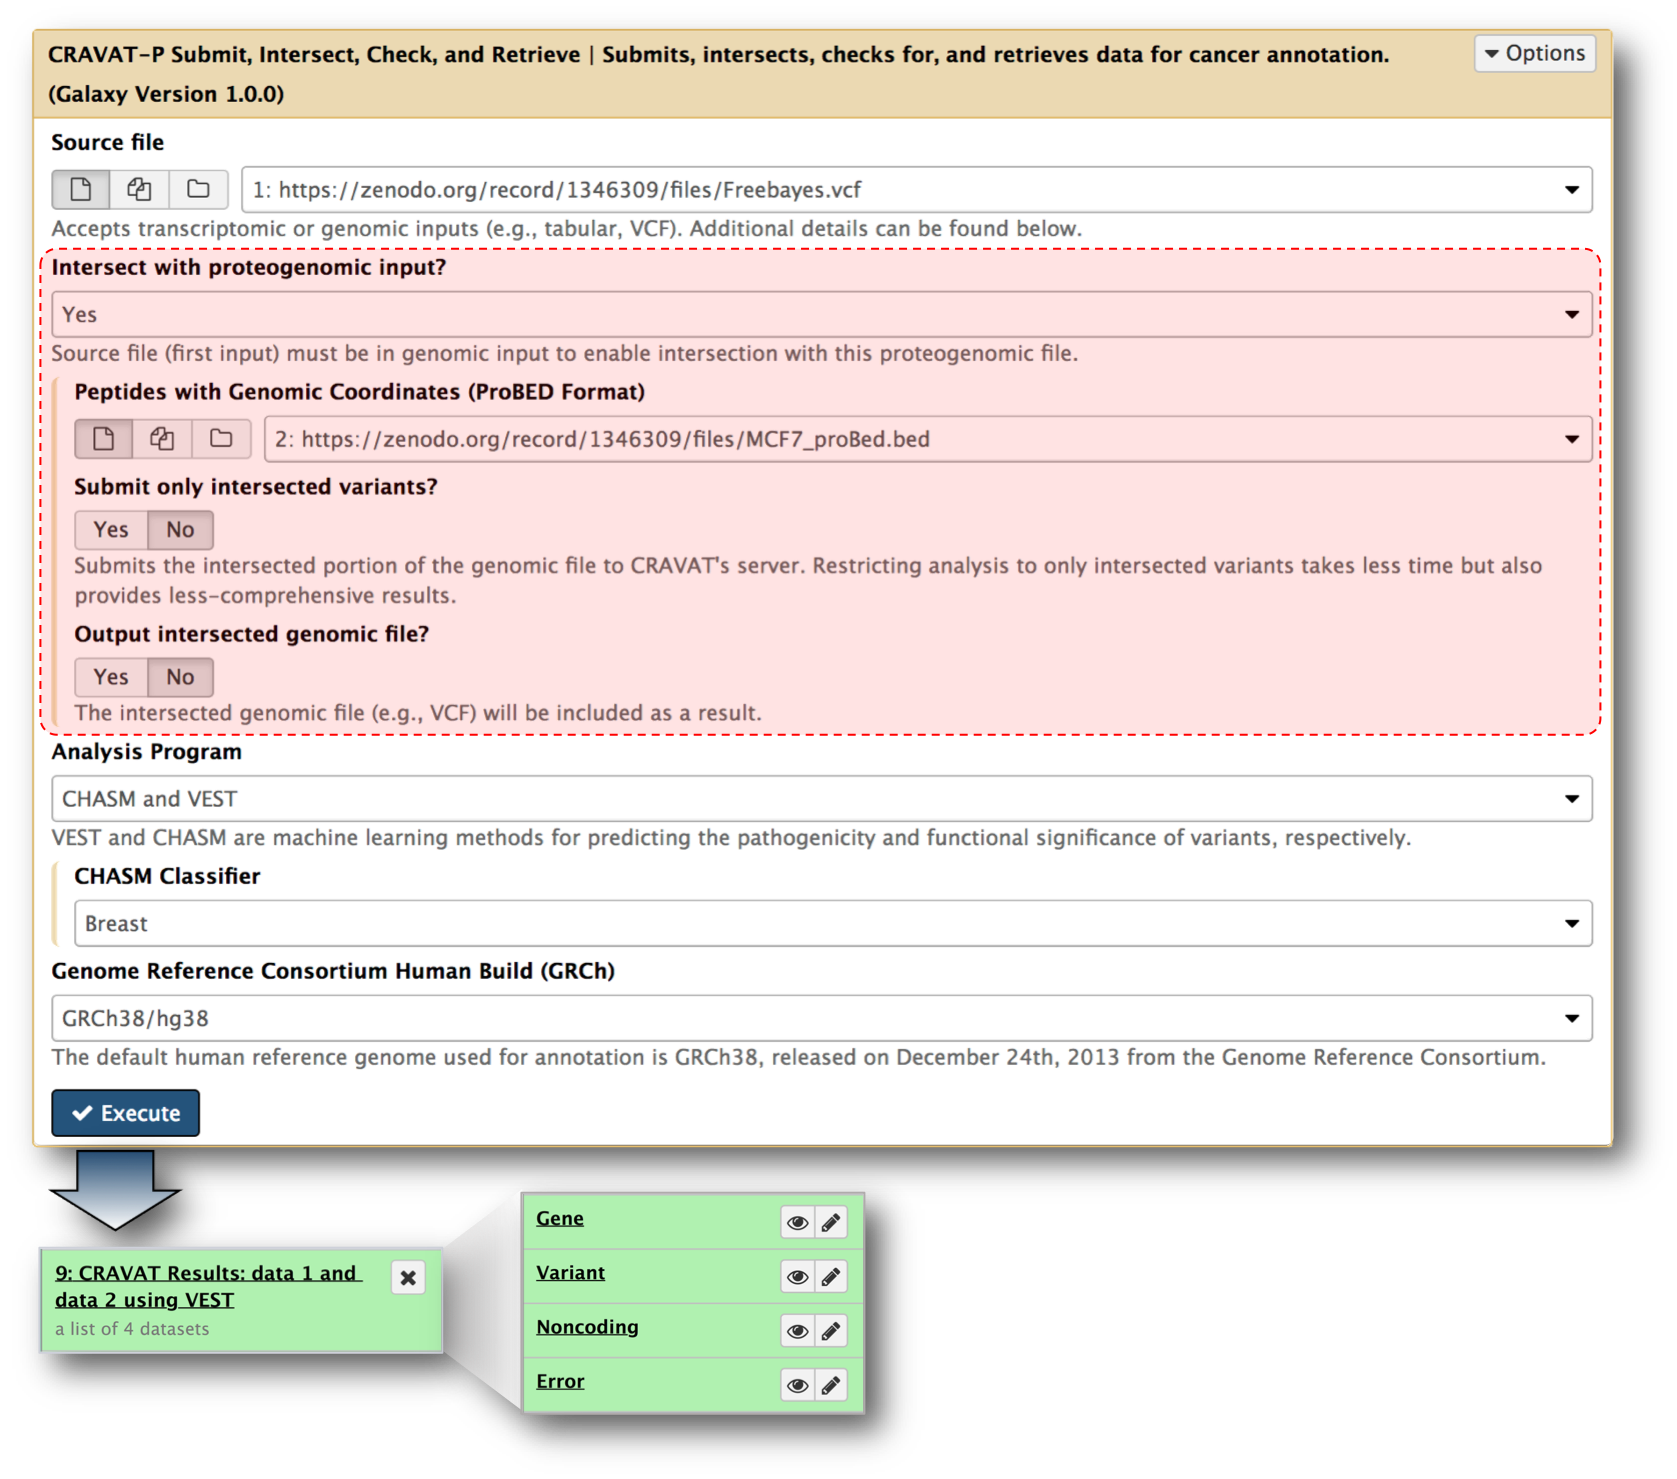 CRAVAT-P Submit, Intersect, Check, and Retrieve | Submits, intersects, checks for, and retrieves data for cancer annotation.
(Galaxy Version 1.0.0)
Options
Source file
1: https://zenodo.org/record/1346309/files/Freebayes.vcf
Accepts transcriptomic or genomic inputs (e.g., tabular, VCF). Additional details can be found below.
Intersect with proteogenomic input?
Yes
Source file (first input) must be in genomic input to enable intersection with this proteogenomic file.
Peptides with Genomic Coordinates (ProBED Format)
2: https://zenodo.org/record/1346309/files/MCF7_proBed.bed
Submit only intersected variants?
Yes No
Submits the intersected portion of the genomic file to CRAVAT's server. Restricting analysis to only intersected variants takes less time but also
provides less-comprehensive results.
Output intersected genomic file?
Yes No
The intersected genomic file (e.g., VCF) will be included as a result.
Analysis Program
CHASM and VEST
VEST and CHASM are machine learning methods for predicting the pathogenicity and functional significance of variants, respectively.
CHASM Classifier
Breast
Genome Reference Consortium Human Build (GRCh)
GRCh38/hg38
The default human reference genome used for annotation is GRCh38, released on December 24th, 2013 from the Genome Reference Consortium.
Execute
9: CRAVAT Results: data 1 and
data 2 using VEST
a list of 4 datasets
Gene
Variant
Noncoding
Error